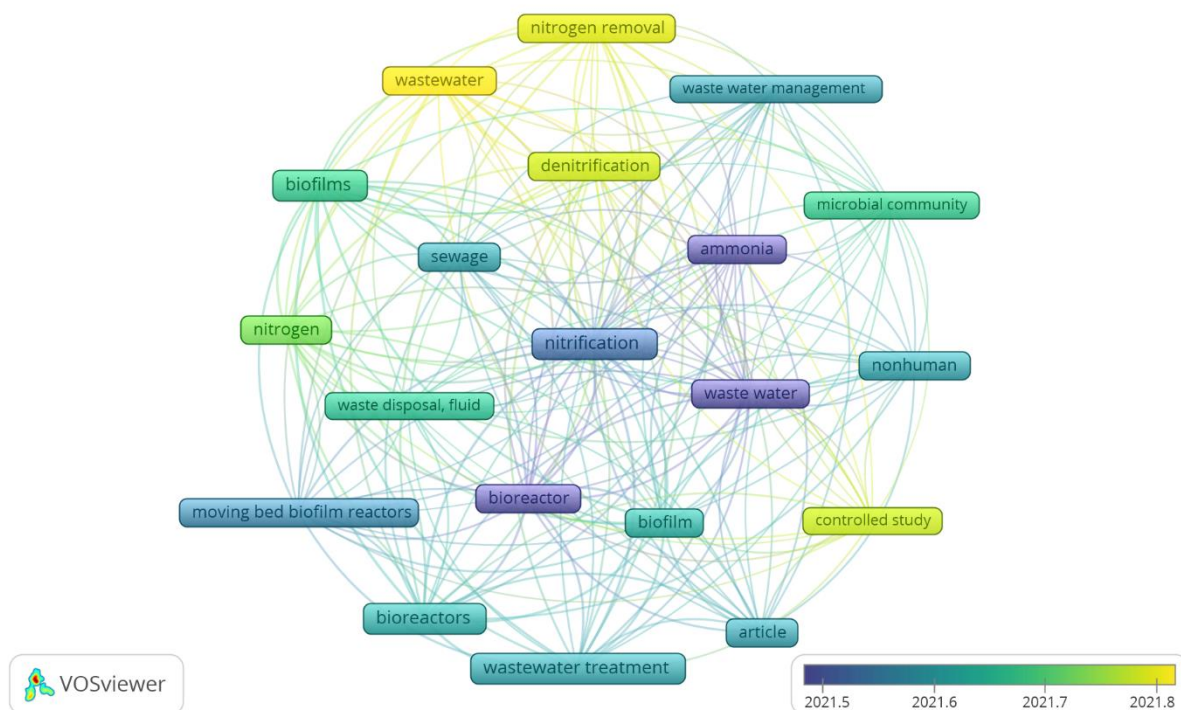 nitrogen removal
wastewater
waste water management
denitrification
biofilms
microbial community
ammonia
sewage
nitrogen
nitrification
nonhuman
waste water
waste disposal, fluid
bioreactor
moving bed biofilm reactors
biofilm
controlled study
bioreactors
article
wastewater treatment
VOSviewer
2021.5 2021.6 2021.7 2021.8